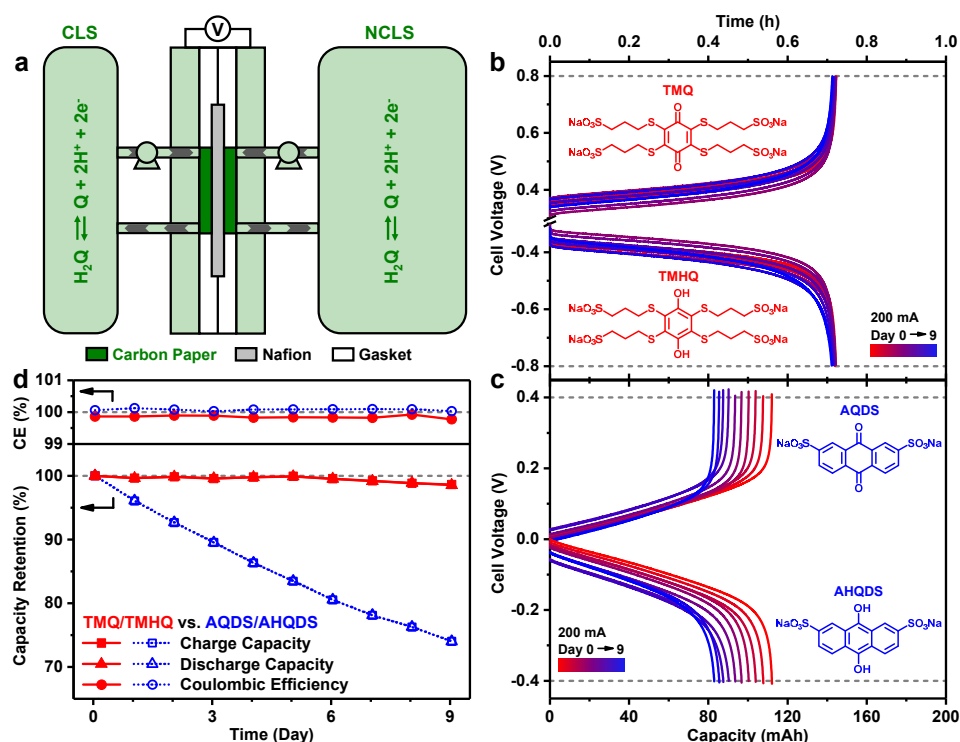 a
CLS
NCLS
V
H₂Q ⇌ Q + 2H⁺ + 2e⁻
H₂Q ⇌ Q + 2H⁺ + 2e⁻
Carbon Paper
Nafion
Gasket
b
Time (h)
0.0 0.2 0.4 0.6 0.8 1.0
Cell Voltage (V)
0.8
0.6
0.4
-0.4
-0.6
-0.8
TMQ
O
NaO₃S S S SO₃Na
NaO₃S S S SO₃Na
O
TMHQ
OH
NaO₃S S S SO₃Na
NaO₃S S S SO₃Na
OH
200 mA
Day 0 → 9
c
Cell Voltage (V)
0.4
0.2
0.0
-0.2
-0.4
AQDS
O
NaO₃S SO₃Na
O
AHQDS
OH
NaO₃S SO₃Na
OH
200 mA
Day 0 → 9
0 40 80 120 160 200
Capacity (mAh)
d
CE (%)
101
100
99
Capacity Retention (%)
100
90
80
70
TMQ/TMHQ vs. AQDS/AHQDS
Charge Capacity
Discharge Capacity
Coulombic Efficiency
0 3 6 9
Time (Day)